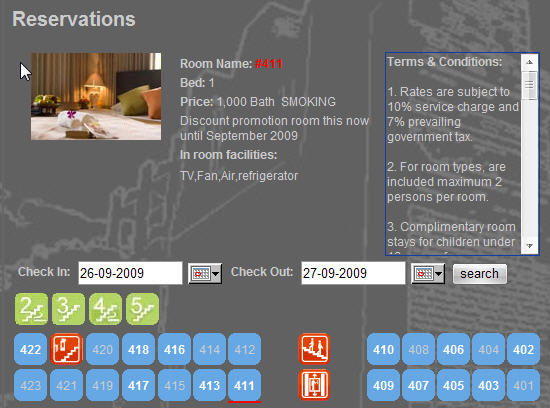 Reservations
Room Name: #411
Bed: 1
Price: 1,000 Bath SMOKING
Discount promotion room this now
until September 2009
In room facilities:
TV,Fan,Air,refrigerator
Terms & Conditions:
1. Rates are subject to
10% service charge and
7% prevailing
government tax.
2. For room types, are
included maximum 2
persons per room.
3. Complimentary room
stays for children under
Check In: 26-09-2009 Check Out: 27-09-2009 search
2 3 4 5
422 420 418 416 414 412 410 408 406 404 402
423 421 419 417 415 413 411 409 407 405 403 401